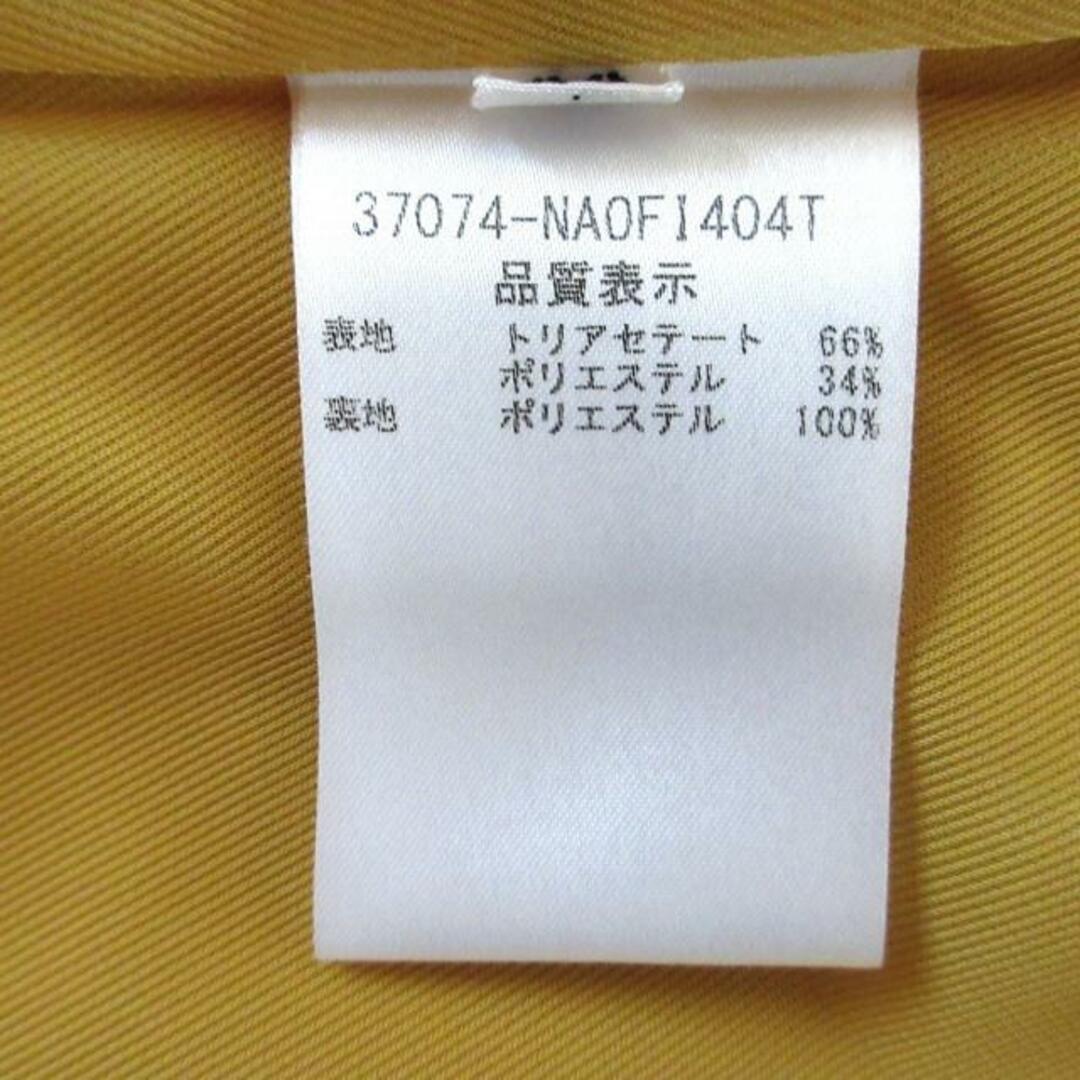 37074-NA0FI404T
品質表示
表地 トリアセテート 66%
ポリエステル 34%
裏地 ポリエステル 100%